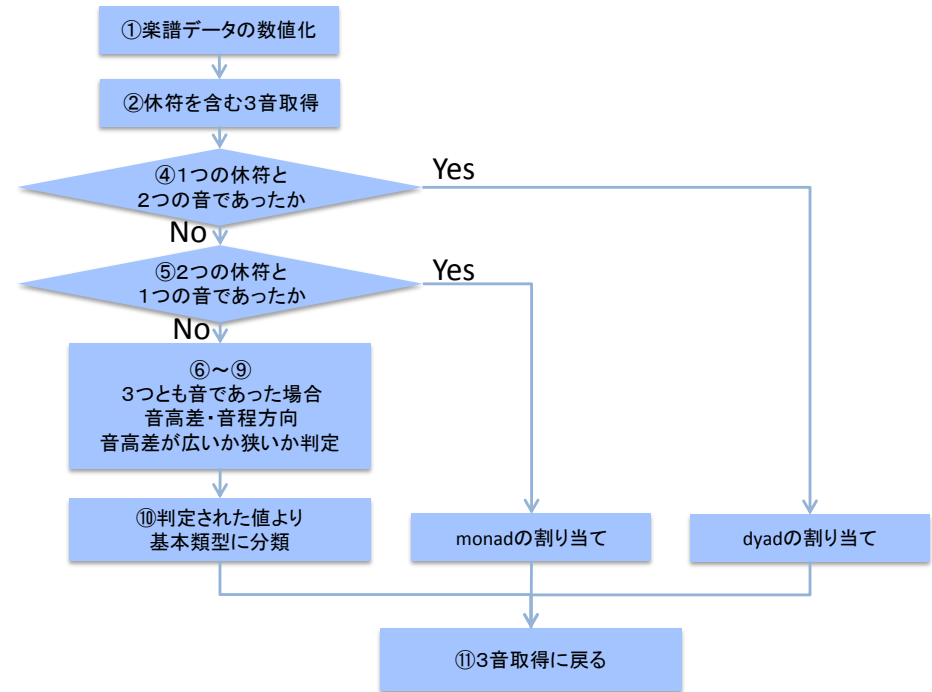 ①楽譜データの数値化
②休符を含む3音取得
④1つの休符と
2つの音であったか
Yes
No
⑤2つの休符と
1つの音であったか
Yes
No
⑥～⑨
3つとも音であった場合
音高差・音程方向
音高差が広いか狭いか判定
⑩判定された値より
基本類型に分類
monadの割り当て
dyadの割り当て
⑪3音取得に戻る